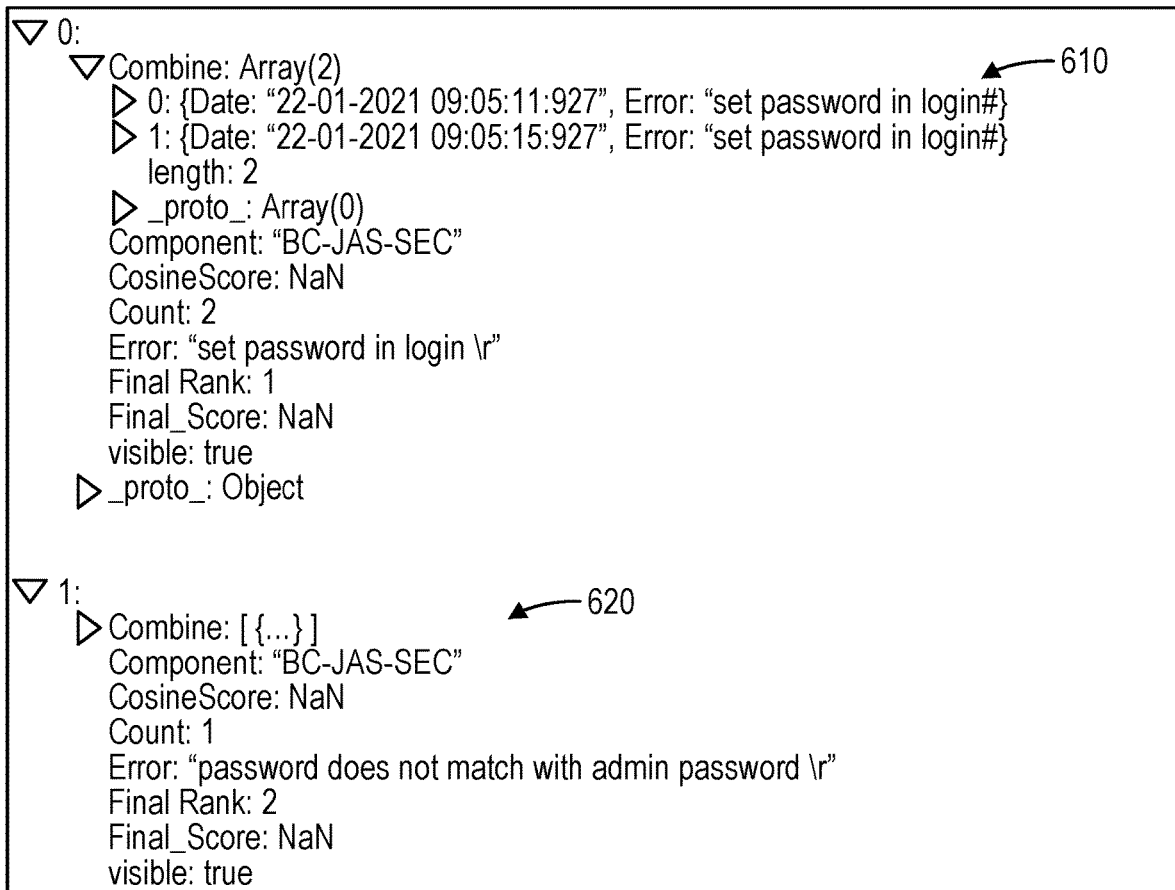 0:
Combine: Array(2)
610
0: {Date: “22-01-2021 09:05:11:927”, Error: “set password in login#}
1: {Date: “22-01-2021 09:05:15:927”, Error: “set password in login#}
length: 2
_proto_: Array(0)
Component: “BC-JAS-SEC”
CosineScore: NaN
Count: 2
Error: “set password in login \r”
Final Rank: 1
Final_Score: NaN
visible: true
_proto_: Object
1:
620
Combine: [ {...} ]
Component: “BC-JAS-SEC”
CosineScore: NaN
Count: 1
Error: “password does not match with admin password \r”
Final Rank: 2
Final_Score: NaN
visible: true